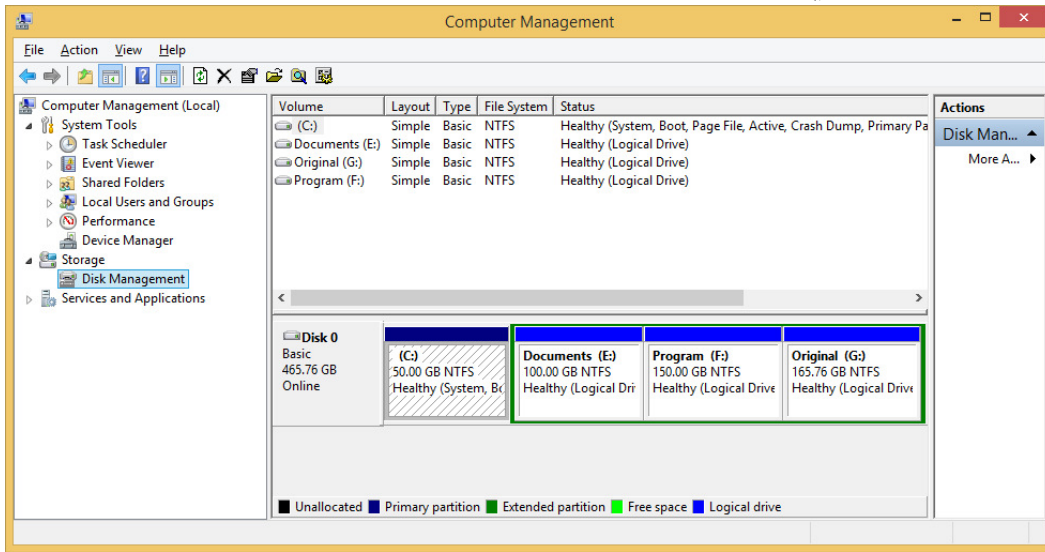 Computer Management
File Action View Help
Computer Management (Local)
System Tools
Task Scheduler
Event Viewer
Shared Folders
Local Users and Groups
Performance
Device Manager
Storage
Disk Management
Services and Applications
Volume Layout Type File System Status
(C:) Simple Basic NTFS Healthy (System, Boot, Page File, Active, Crash Dump, Primary Pa
Documents (E:) Simple Basic NTFS Healthy (Logical Drive)
Original (G:) Simple Basic NTFS Healthy (Logical Drive)
Program (F:) Simple Basic NTFS Healthy (Logical Drive)
Disk 0
Basic
465.76 GB
Online
(C:)
50.00 GB NTFS
Healthy (System, Bo
Documents (E:)
100.00 GB NTFS
Healthy (Logical Dri
Program (F:)
150.00 GB NTFS
Healthy (Logical Drive
Original (G:)
165.76 GB NTFS
Healthy (Logical Drive
Unallocated Primary partition Extended partition Free space Logical drive
Actions
Disk Man...
More A...